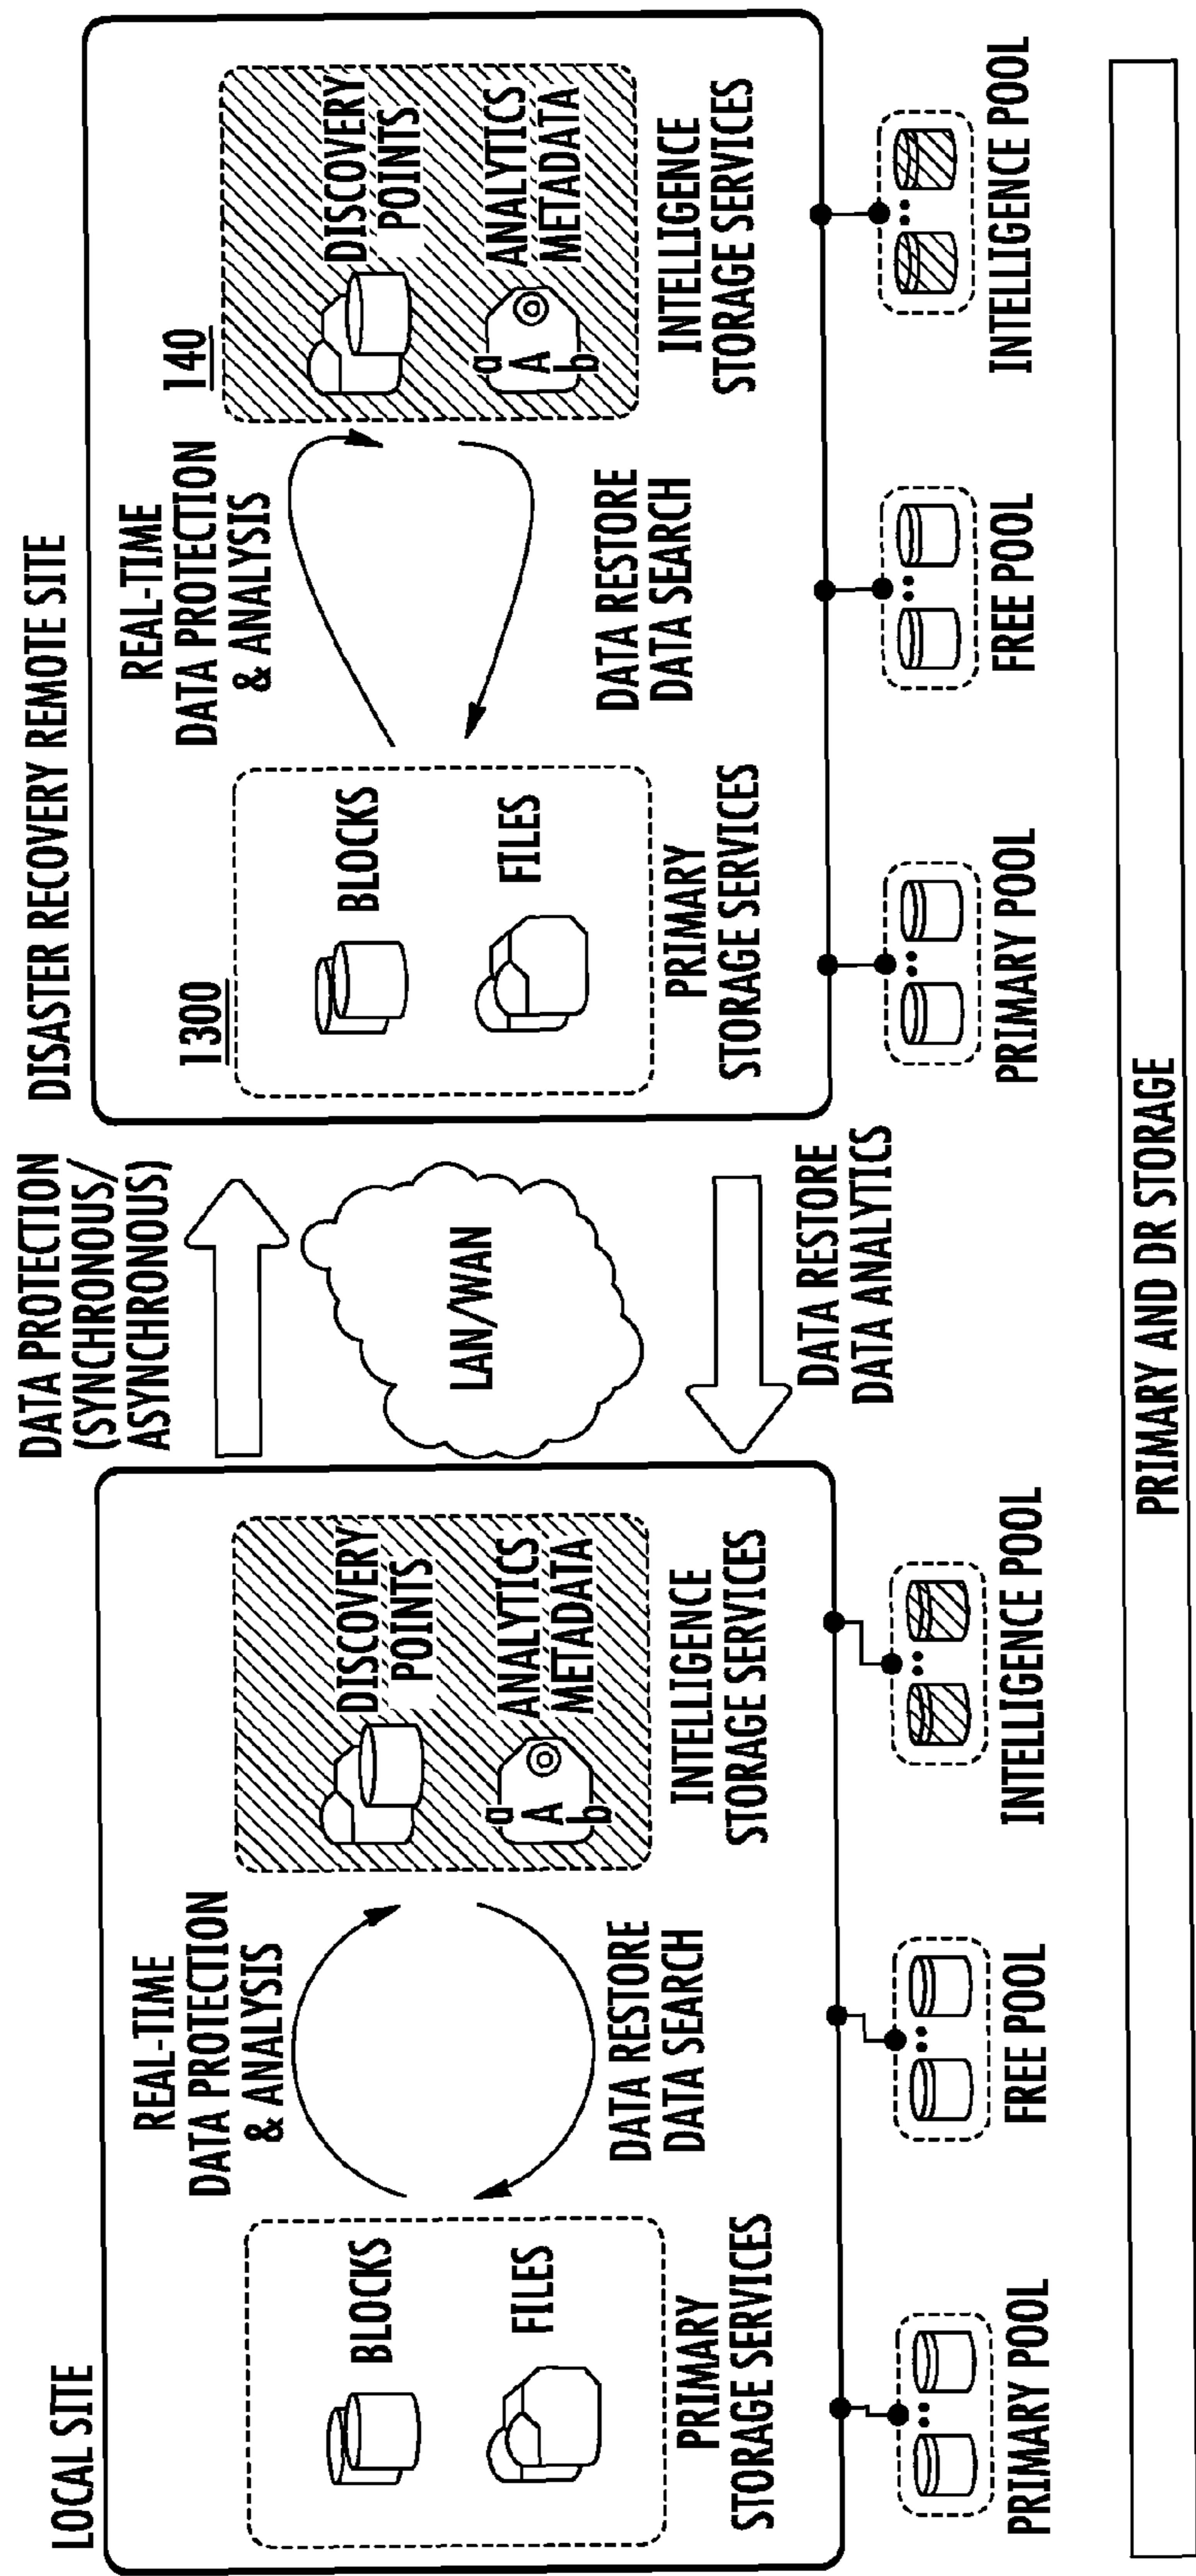 LOCAL SITE
REAL-TIME
DATA PROTECTION
& ANALYSIS
BLOCKS
FILES
PRIMARY
STORAGE SERVICES
DATA RESTORE
DATA SEARCH
DISCOVERY
POINTS
a
A
b
ANALYTICS
METADATA
INTELLIGENCE
STORAGE SERVICES
PRIMARY POOL
FREE POOL
INTELLIGENCE POOL
DATA PROTECTION
(SYNCHRONOUS/
ASYNCHRONOUS)
LAN/WAN
DATA RESTORE
DATA ANALYTICS
DISASTER RECOVERY REMOTE SITE
1300
REAL-TIME
DATA PROTECTION
& ANALYSIS
140
BLOCKS
FILES
PRIMARY
STORAGE SERVICES
DATA RESTORE
DATA SEARCH
DISCOVERY
POINTS
a
A
b
ANALYTICS
METADATA
INTELLIGENCE
STORAGE SERVICES
PRIMARY POOL
FREE POOL
INTELLIGENCE POOL
PRIMARY AND DR STORAGE